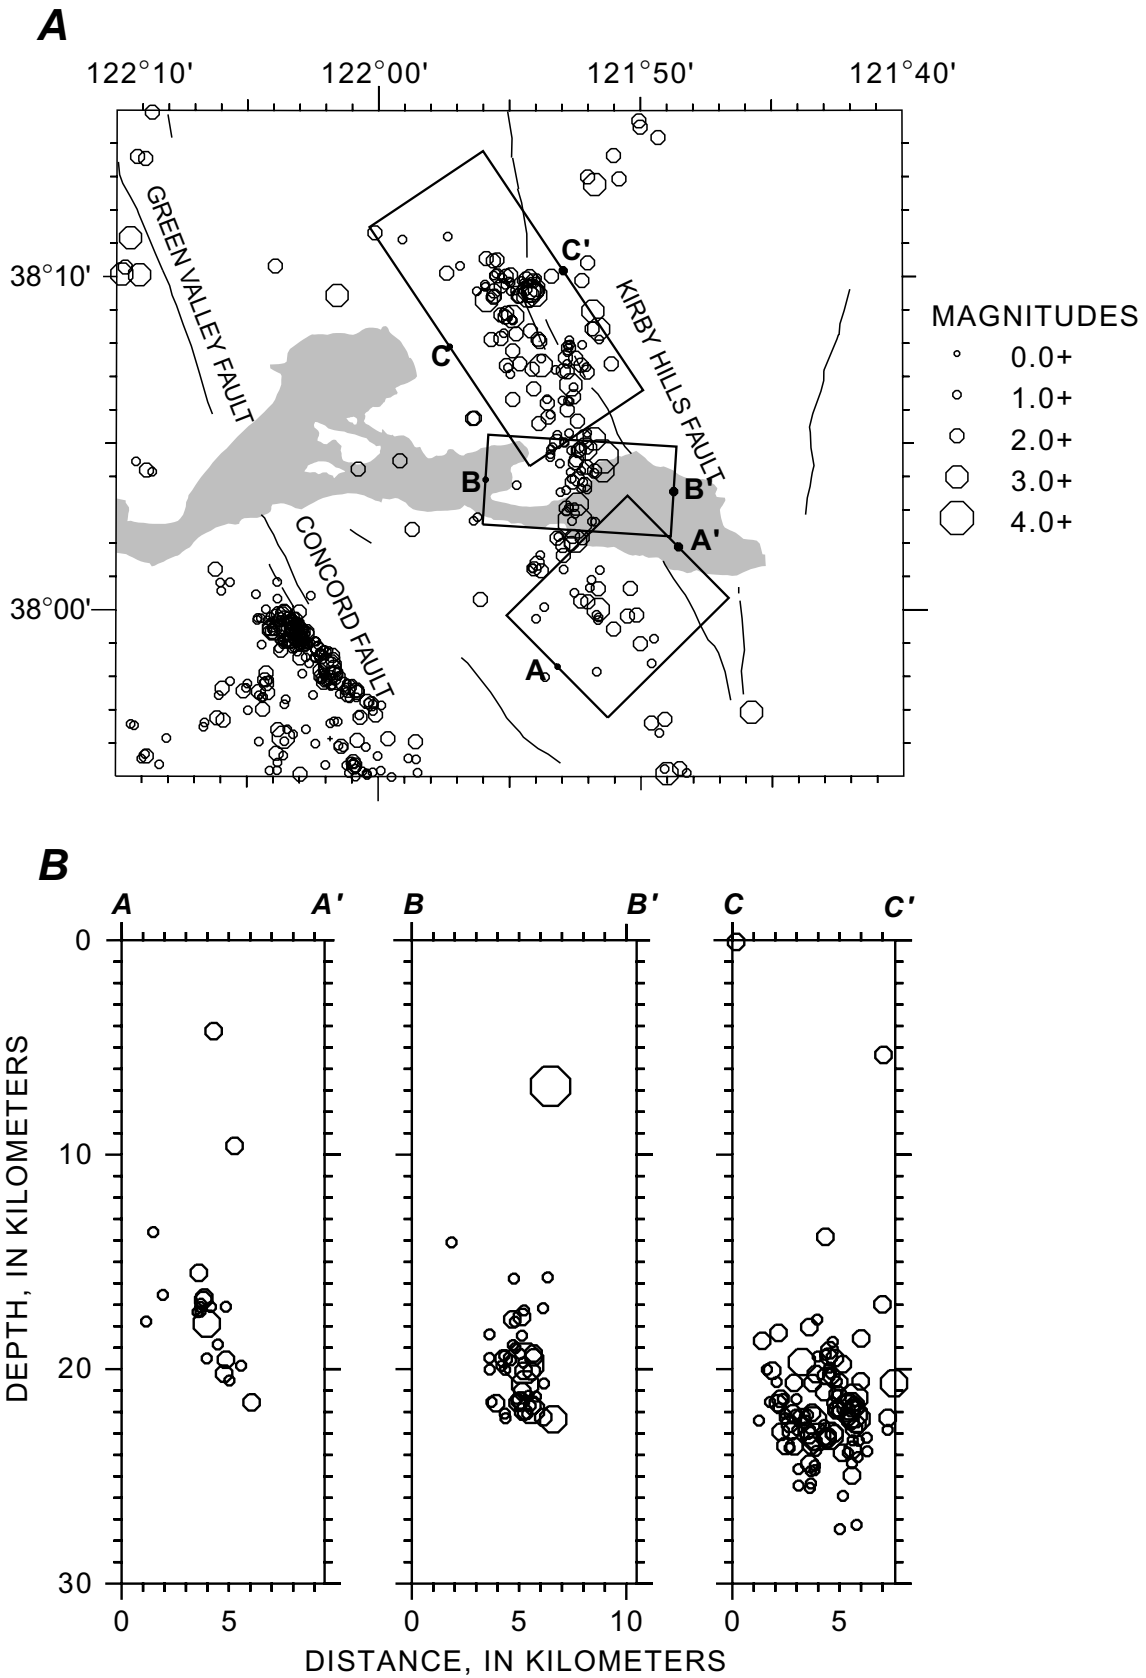 A
122°10' 122°00' 121°50' 121°40'
38°10'
38°00'
GREEN VALLEY FAULT
KIRBY HILLS FAULT
CONCORD FAULT
C'
C
B
B'
A'
A
MAGNITUDES
0.0+
1.0+
2.0+
3.0+
4.0+
B
A A' B B' C C'
0
10
20
30
0 5 0 5 10 0 5
DEPTH, IN KILOMETERS
DISTANCE, IN KILOMETERS